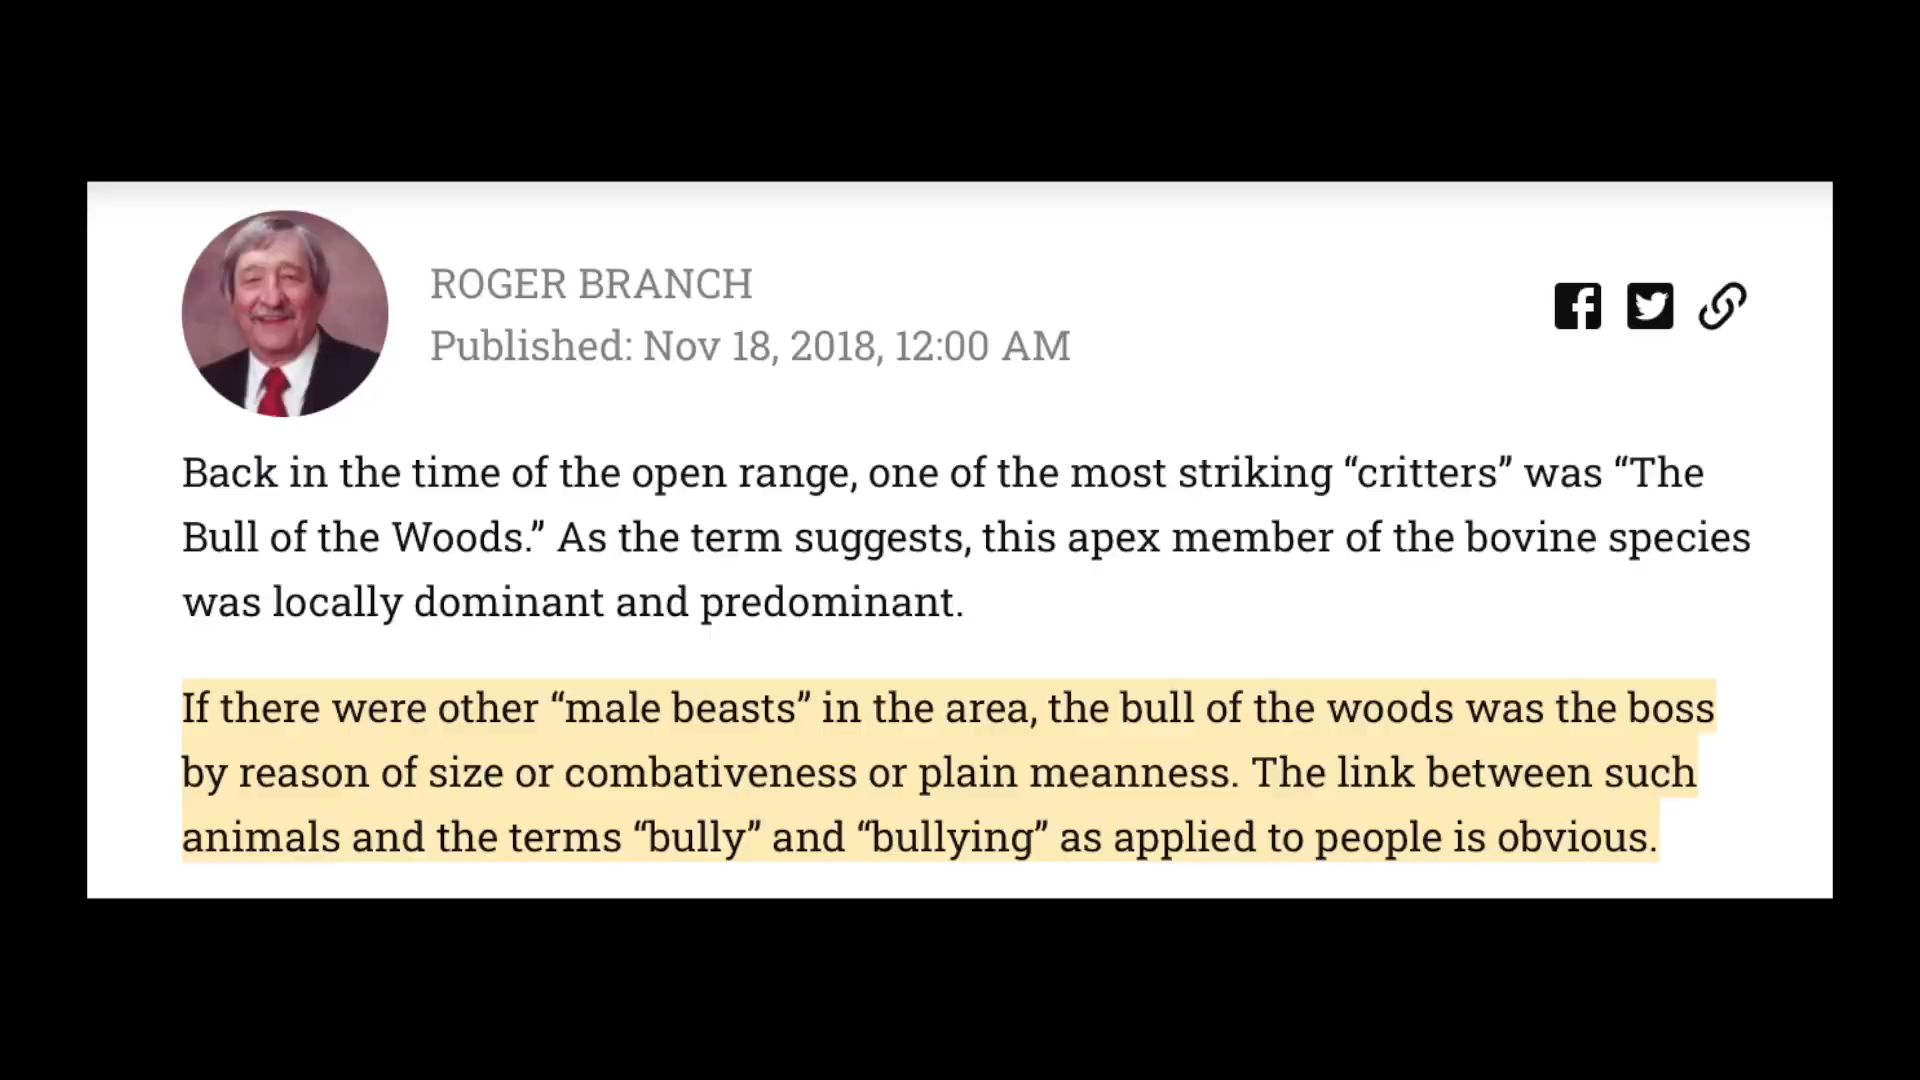 ROGER BRANCH
Published: Nov 18, 2018, 12:00 AM
Back in the time of the open range, one of the most striking “critters” was “The
Bull of the Woods.” As the term suggests, this apex member of the bovine species
was locally dominant and predominant.
If there were other “male beasts” in the area, the bull of the woods was the boss
by reason of size or combativeness or plain meanness. The link between such
animals and the terms “bully” and “bullying” as applied to people is obvious.